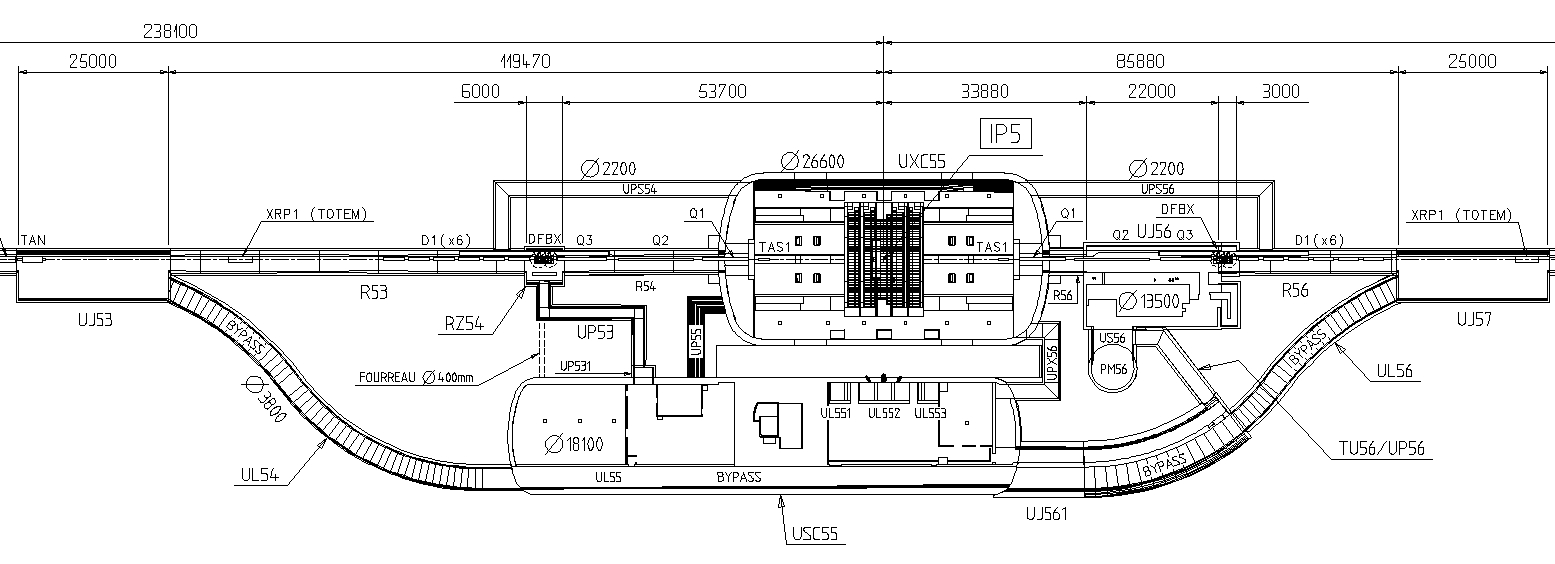 238100
25000
119470
85880
25000
6000
53700
33880
22000
3000
IP5
Ø2200
Ø26600
UXC55
Ø2200
UPS54
UPS56
XRP1 (TOTEM)
Q1
Q1
DFBX
XRP1 (TOTEM)
TAN
D1(x6)
DFBX
Q3
Q2
TAS1
TAS1
Q2
UJ56
Q3
D1(x6)
R53
R54
R56
R56
Ø13500
UJ53
RZ54
UP53
UP55
UJ57
BYPASS
US56
BYPASS
UP531
UPX56
PM56
FOURREAU Ø400mm
UL56
Ø3800
UL551
UL552
UL553
Ø18100
TU56/UP56
UL54
UL55
BYPASS
BYPASS
UJ561
USC55